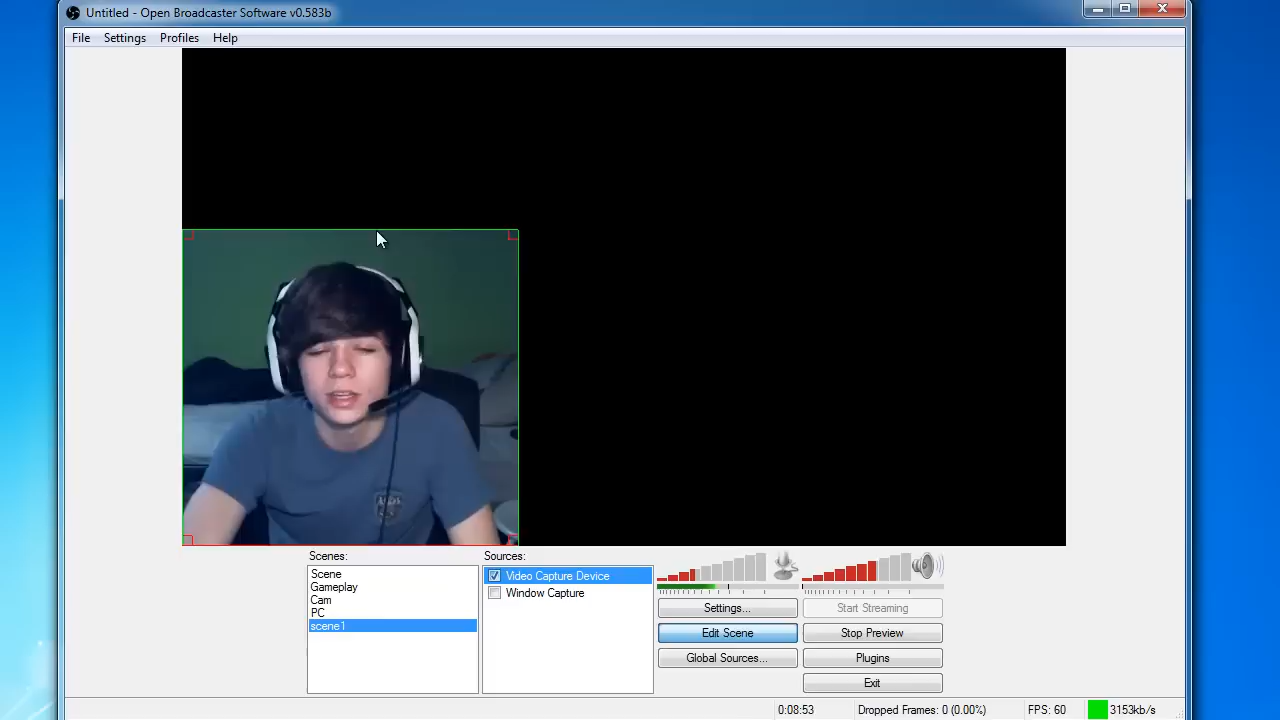 Untitled - Open Broadcaster Software v0.583b
File Settings Profiles Help
Scenes:
Scene
Gameplay
Cam
PC
scene1
Sources:
Video Capture Device
Window Capture
Settings...
Start Streaming
Edit Scene
Stop Preview
Global Sources...
Plugins
Exit
0:08:53 Dropped Frames: 0 (0.00%) FPS: 60 3153kb/s